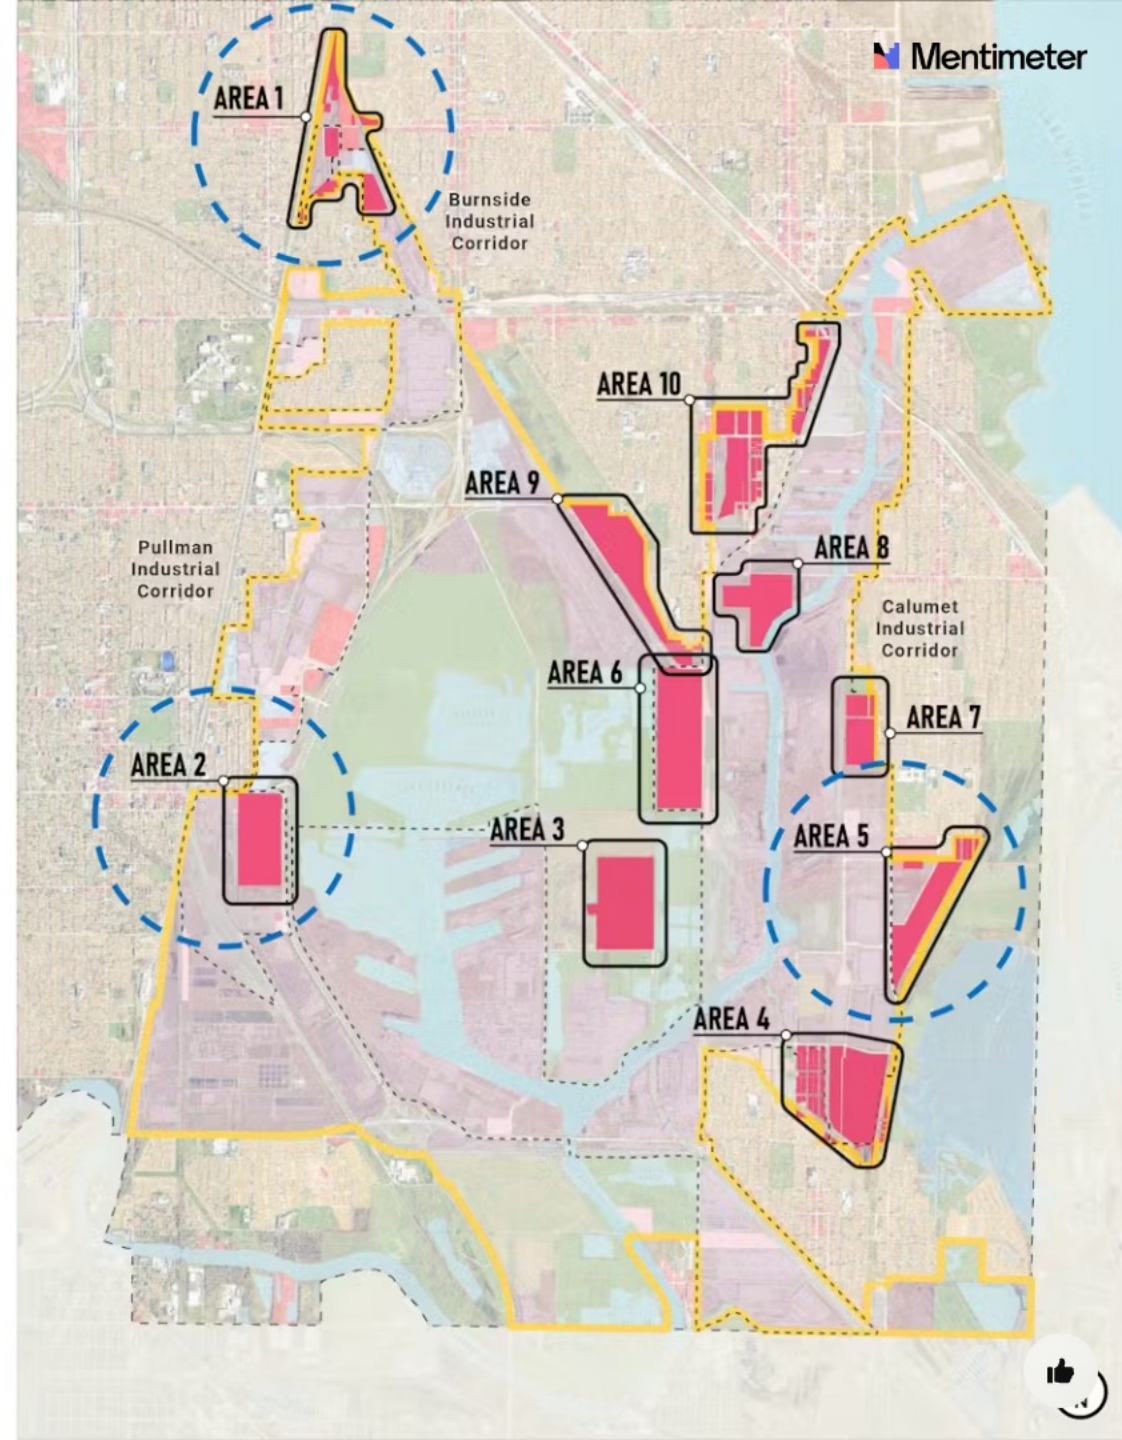 Mentimeter
AREA 1
Burnside
Industrial
Corridor
AREA 10
AREA 9
Pullman
Industrial
Corridor
AREA 8
Calumet
Industrial
Corridor
AREA 6
AREA 7
AREA 2
AREA 3
AREA 5
AREA 4